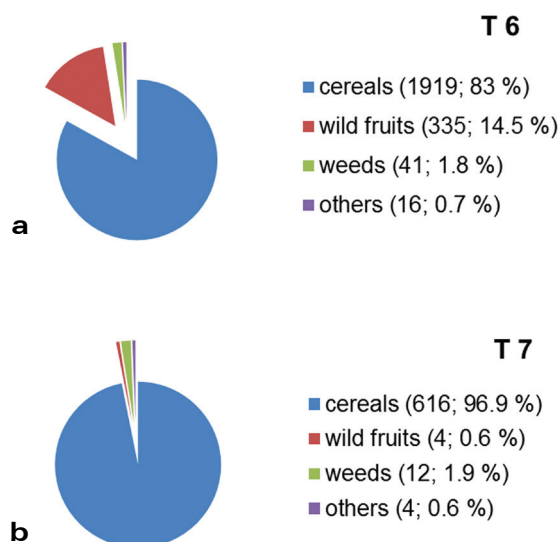 T 6
cereals (1919; 83 %)
wild fruits (335; 14.5 %)
weeds (41; 1.8 %)
others (16; 0.7 %)
a
T 7
cereals (616; 96.9 %)
wild fruits (4; 0.6 %)
weeds (12; 1.9 %)
others (4; 0.6 %)
b